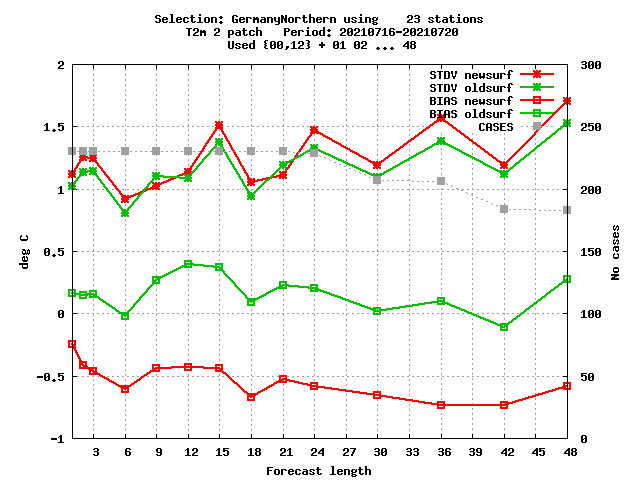 Selection: GermanyNorthern using    23 stations
T2m 2 patch   Period: 20210716-20210720
Used {00,12} + 01 02 ... 48
STDV newsurf
STDV oldsurf
BIAS newsurf
BIAS oldsurf
CASES
2
1.5
1
0.5
0
-0.5
-1
300
250
200
150
100
50
0
deg C
No cases
3 6 9 12 15 18 21 24 27 30 33 36 39 42 45 48
Forecast length